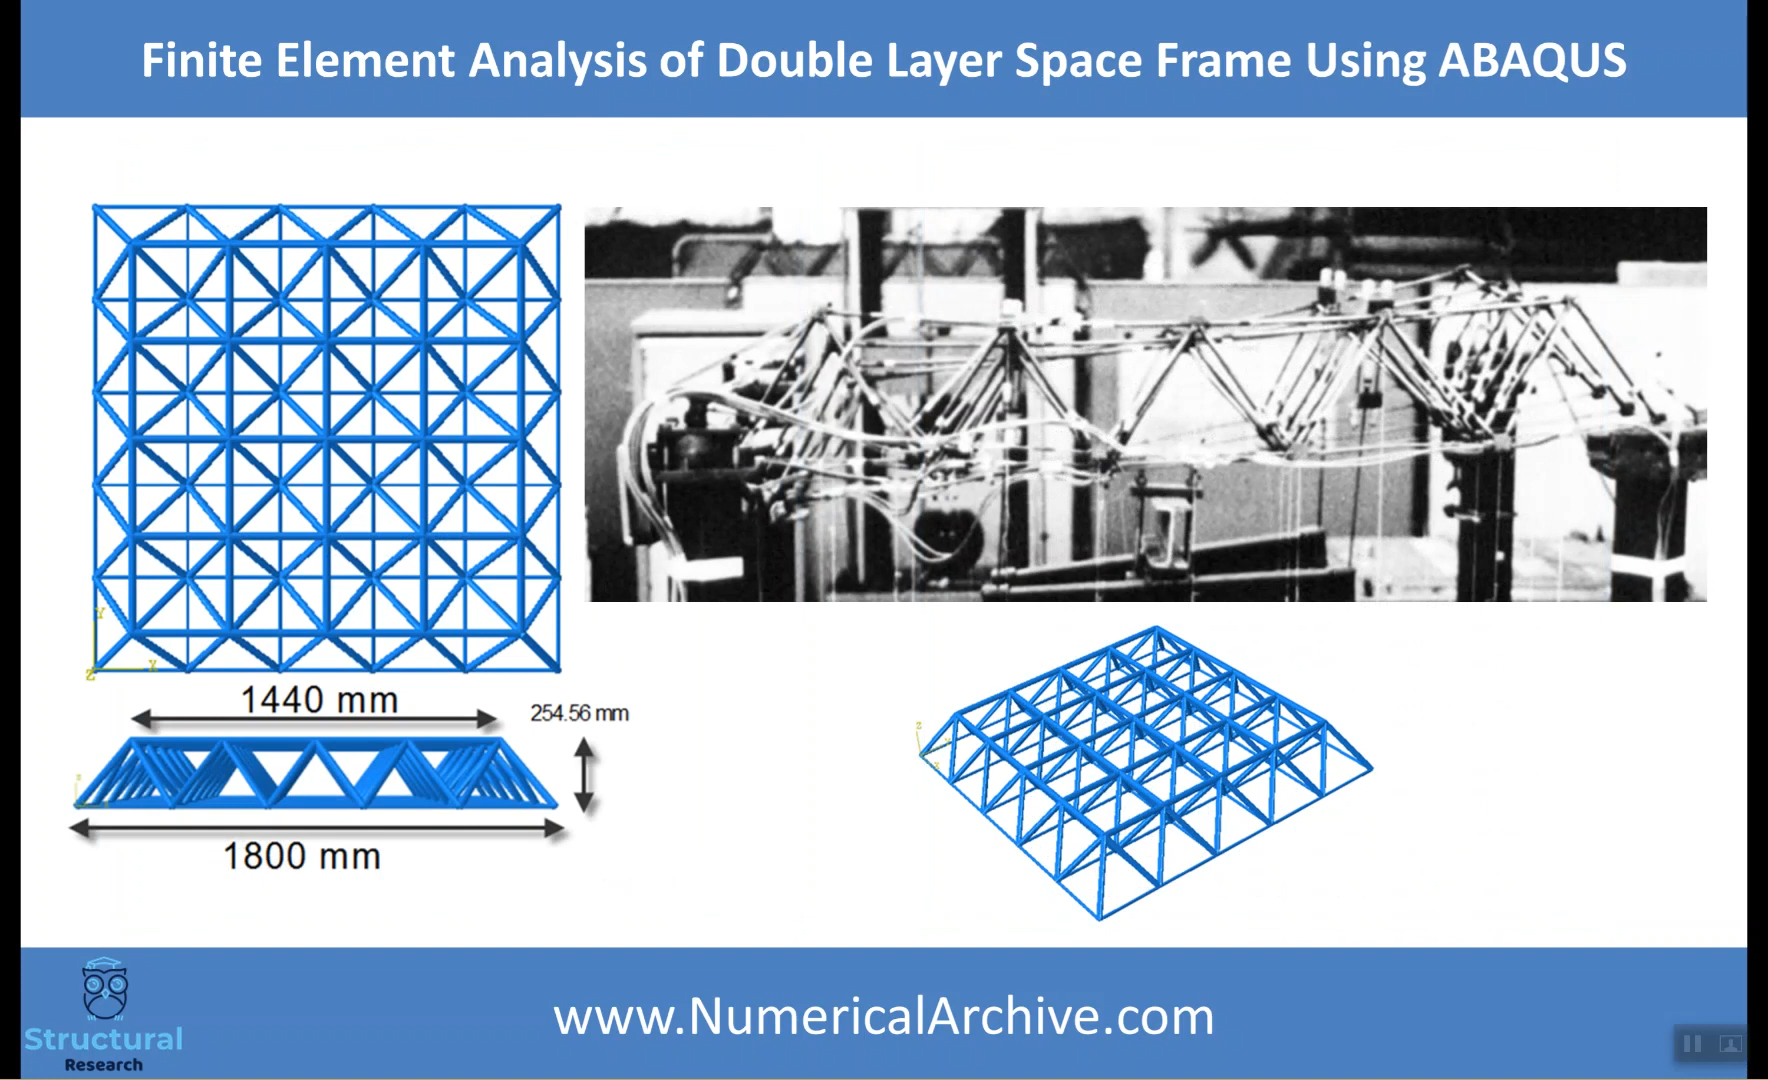 Finite Element Analysis of Double Layer Space Frame Using ABAQUS
Y
Z
1440 mm
254.56 mm
1800 mm
www.NumericalArchive.com
Structural
Research